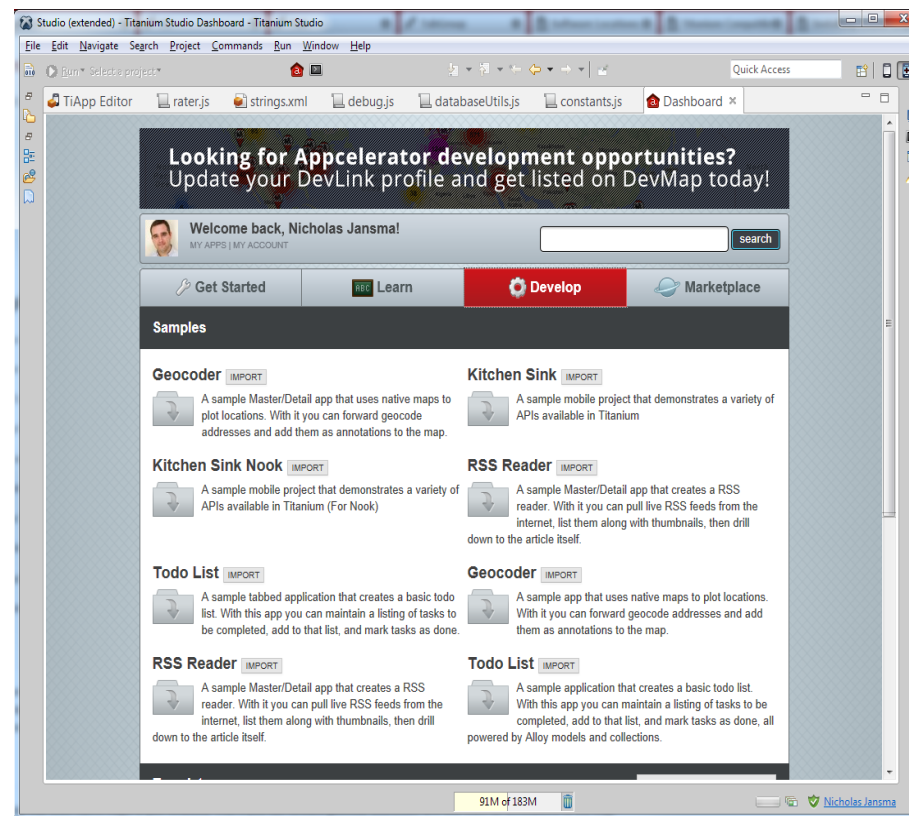 Studio (extended) - Titanium Studio Dashboard - Titanium Studio
File Edit Navigate Search Project Commands Run Window Help
Run Select a project
Quick Access
TiApp Editor rater.js strings.xml debug.js databaseUtils.js constants.js Dashboard
Looking for Appcelerator development opportunities?
Update your DevLink profile and get listed on DevMap today!
Welcome back, Nicholas Jansma!
MY APPS | MY ACCOUNT
search
Get Started Learn Develop Marketplace
Samples
Geocoder IMPORT
A sample Master/Detail app that uses native maps to
plot locations. With it you can forward geocode
addresses and add them as annotations to the map.
Kitchen Sink IMPORT
A sample mobile project that demonstrates a variety of
APIs available in Titanium
Kitchen Sink Nook IMPORT
A sample mobile project that demonstrates a variety of
APIs available in Titanium (For Nook)
RSS Reader IMPORT
A sample Master/Detail app that creates a RSS
reader. With it you can pull live RSS feeds from the
internet, list them along with thumbnails, then drill
down to the article itself.
Todo List IMPORT
A sample tabbed application that creates a basic todo
list. With this app you can maintain a listing of tasks to
be completed, add to that list, and mark tasks as done.
Geocoder IMPORT
A sample app that uses native maps to plot locations.
With it you can forward geocode addresses and add
them as annotations to the map.
RSS Reader IMPORT
A sample Master/Detail app that creates a RSS
reader. With it you can pull live RSS feeds from the
internet, list them along with thumbnails, then drill
down to the article itself.
Todo List IMPORT
A sample application that creates a basic todo list.
With this app you can maintain a listing of tasks to be
completed, add to that list, and mark tasks as done, all
powered by Alloy models and collections.
91M of 183M
Nicholas Jansma